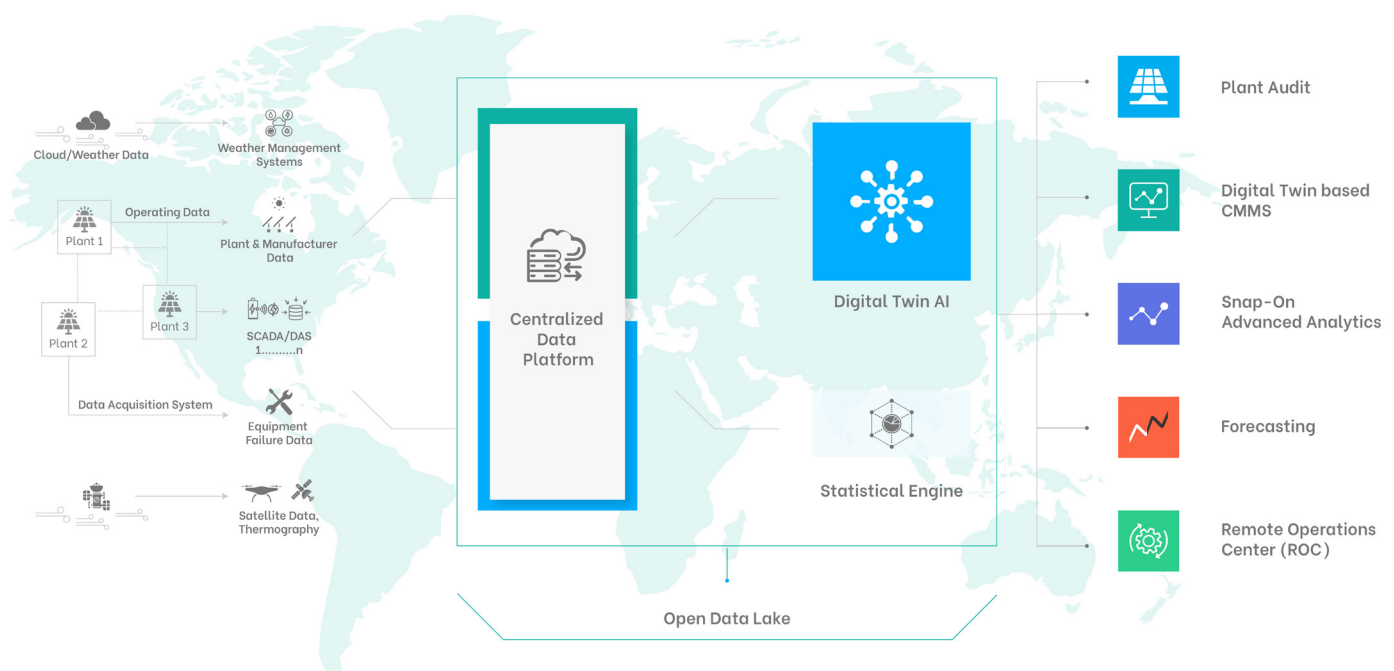 Cloud/Weather Data
Weather Management
Systems
Operating Data
Plant 1
Plant & Manufacturer
Data
Plant 2
Plant 3
SCADA/DAS
1..........n
Data Acquisition System
Equipment
Failure Data
Satellite Data,
Thermography
Centralized
Data
Platform
Digital Twin AI
Statistical Engine
Open Data Lake
Plant Audit
Digital Twin based
CMMS
Snap-On
Advanced Analytics
Forecasting
Remote Operations
Center (ROC)